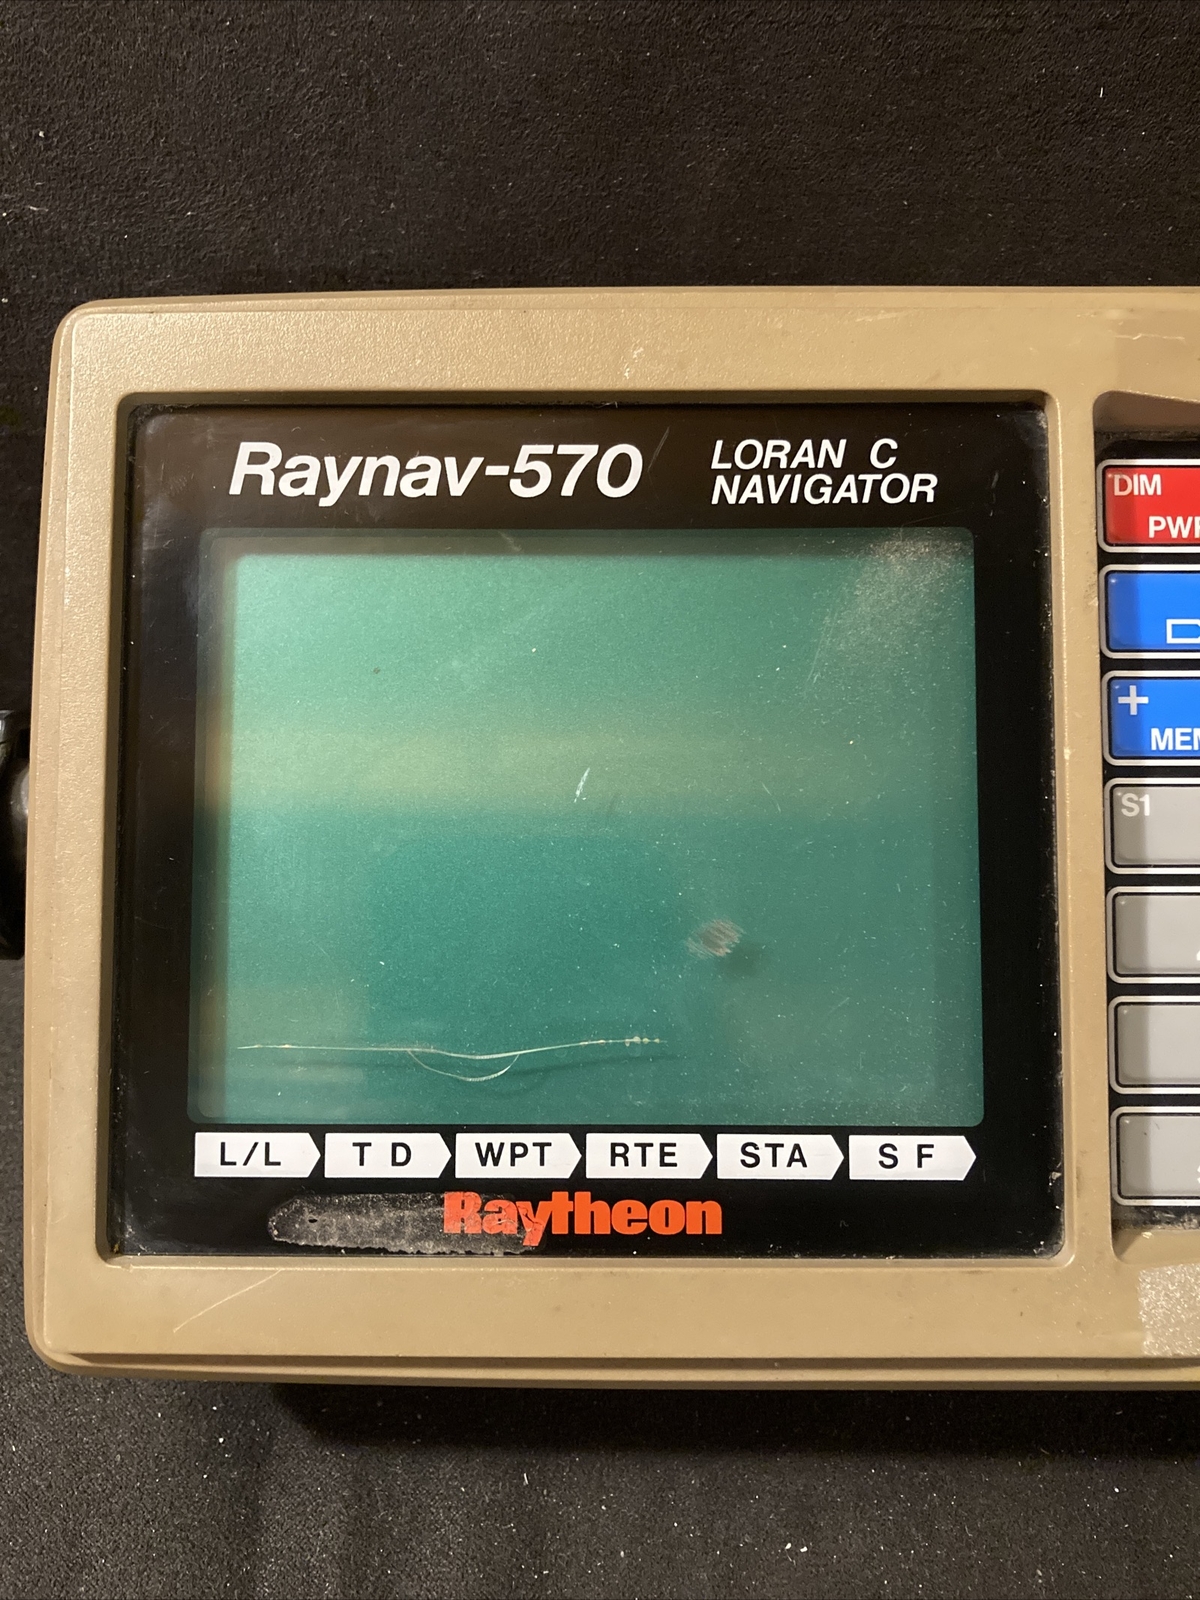 Raynav-570
LORAN C
NAVIGATOR
DIM
+
S1
L/L
T D
WPT
RTE
STA
S F
Raytheon